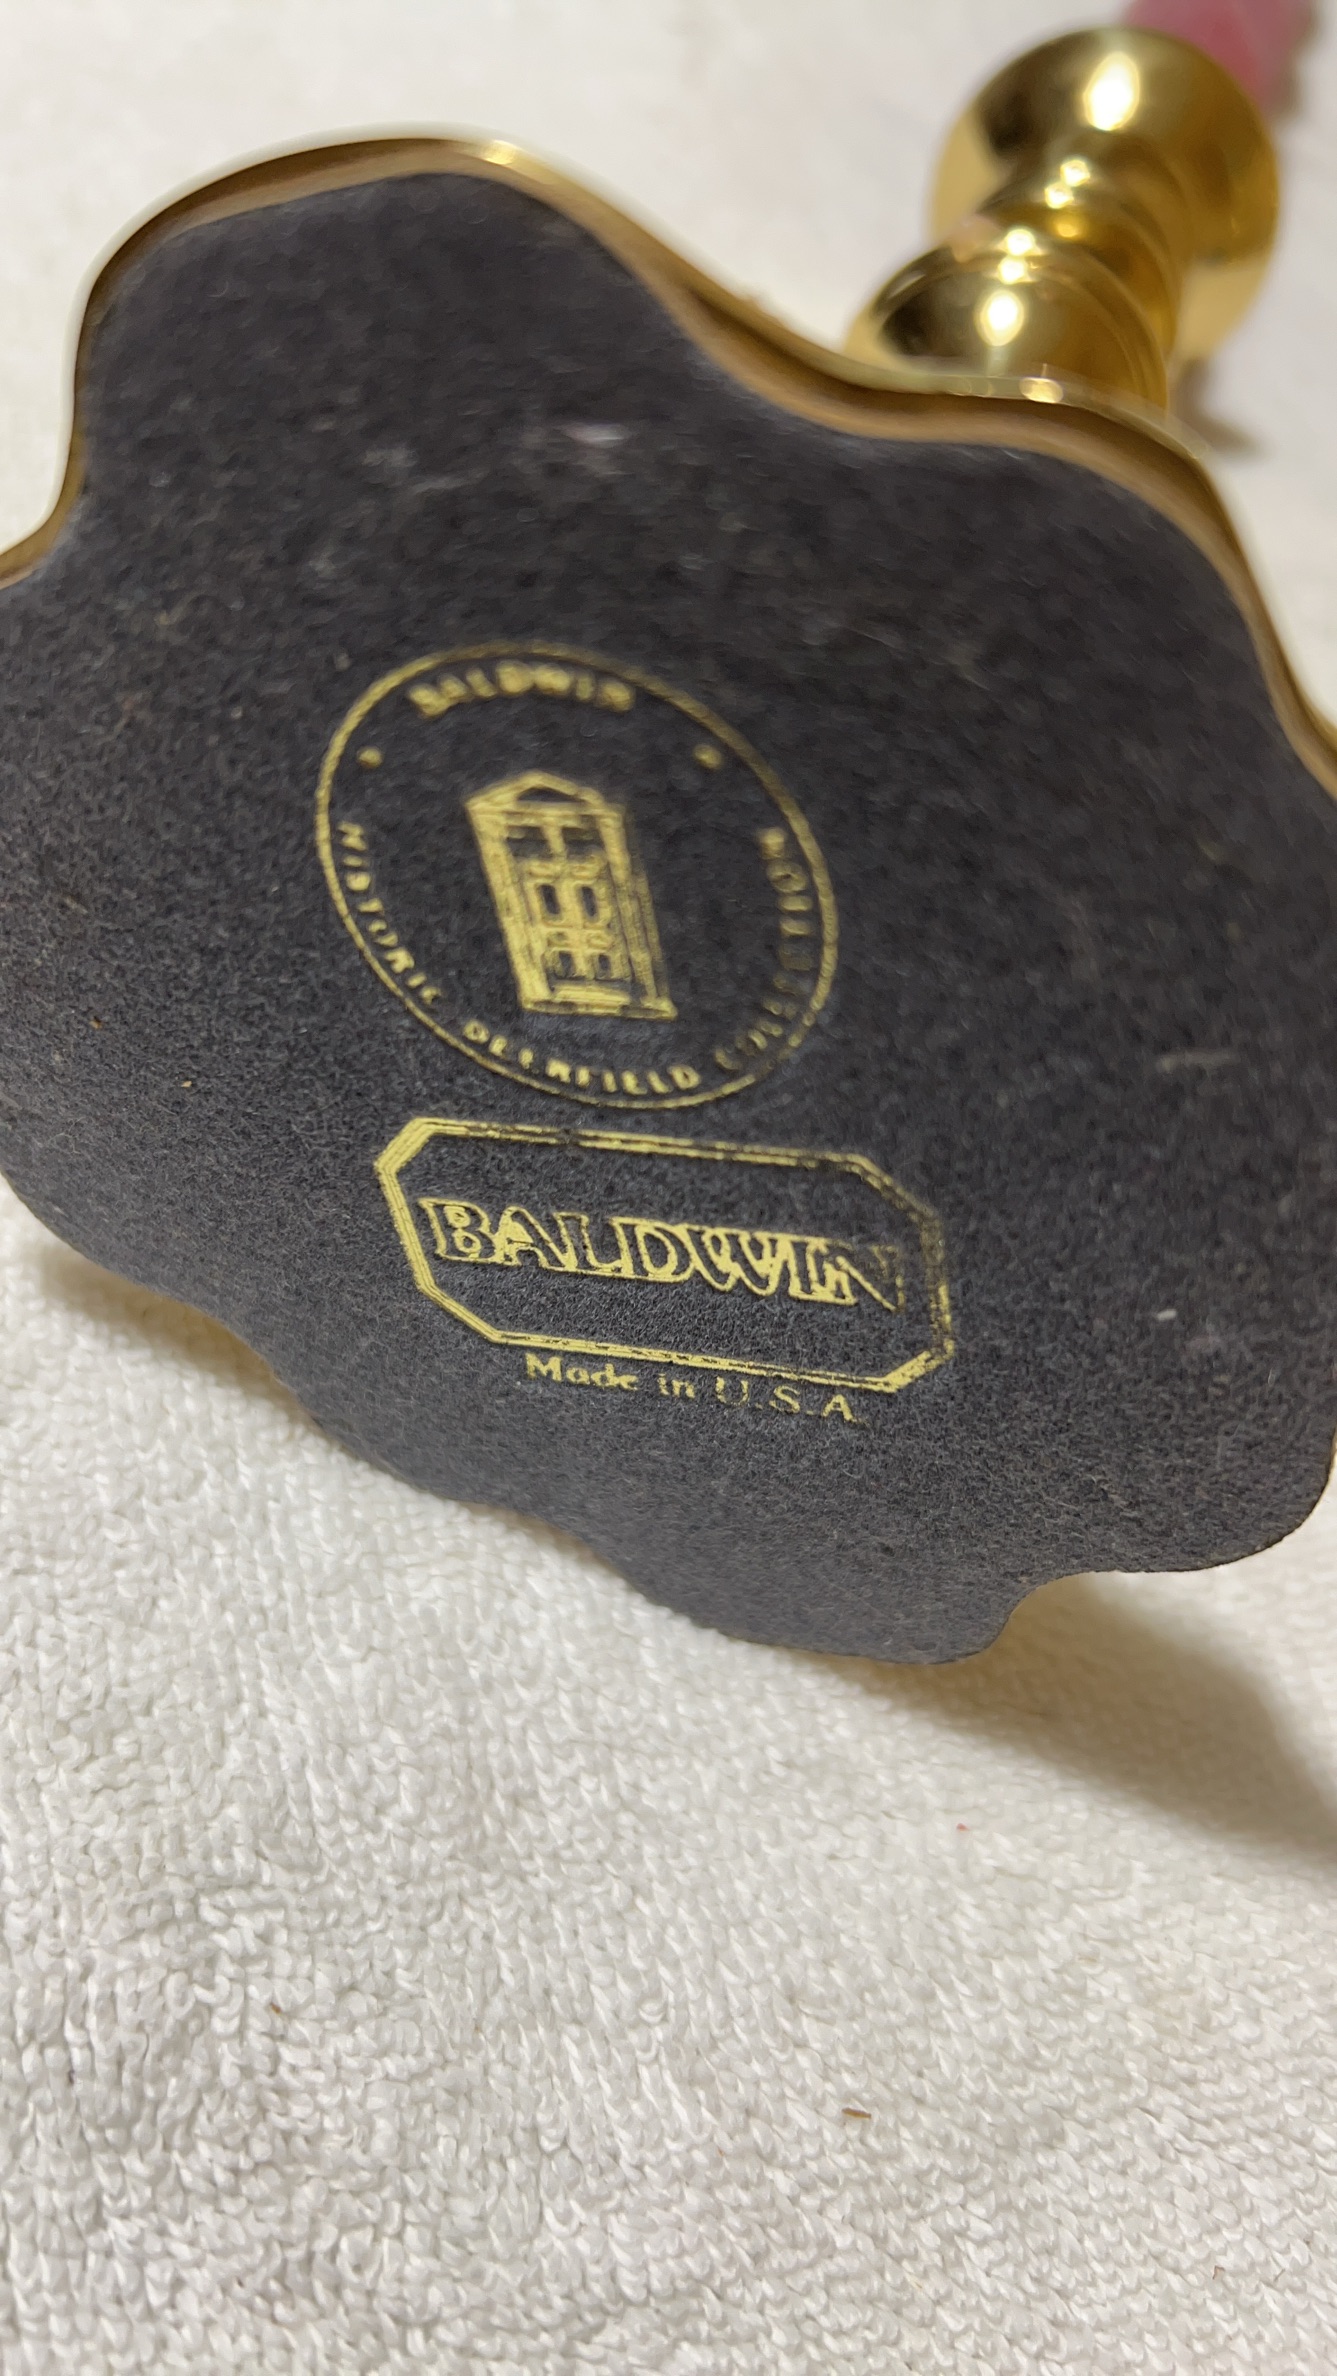 BALDWIN
HISTORIC DEERFIELD COLLECTION
BALDWIN
Made in U.S.A.